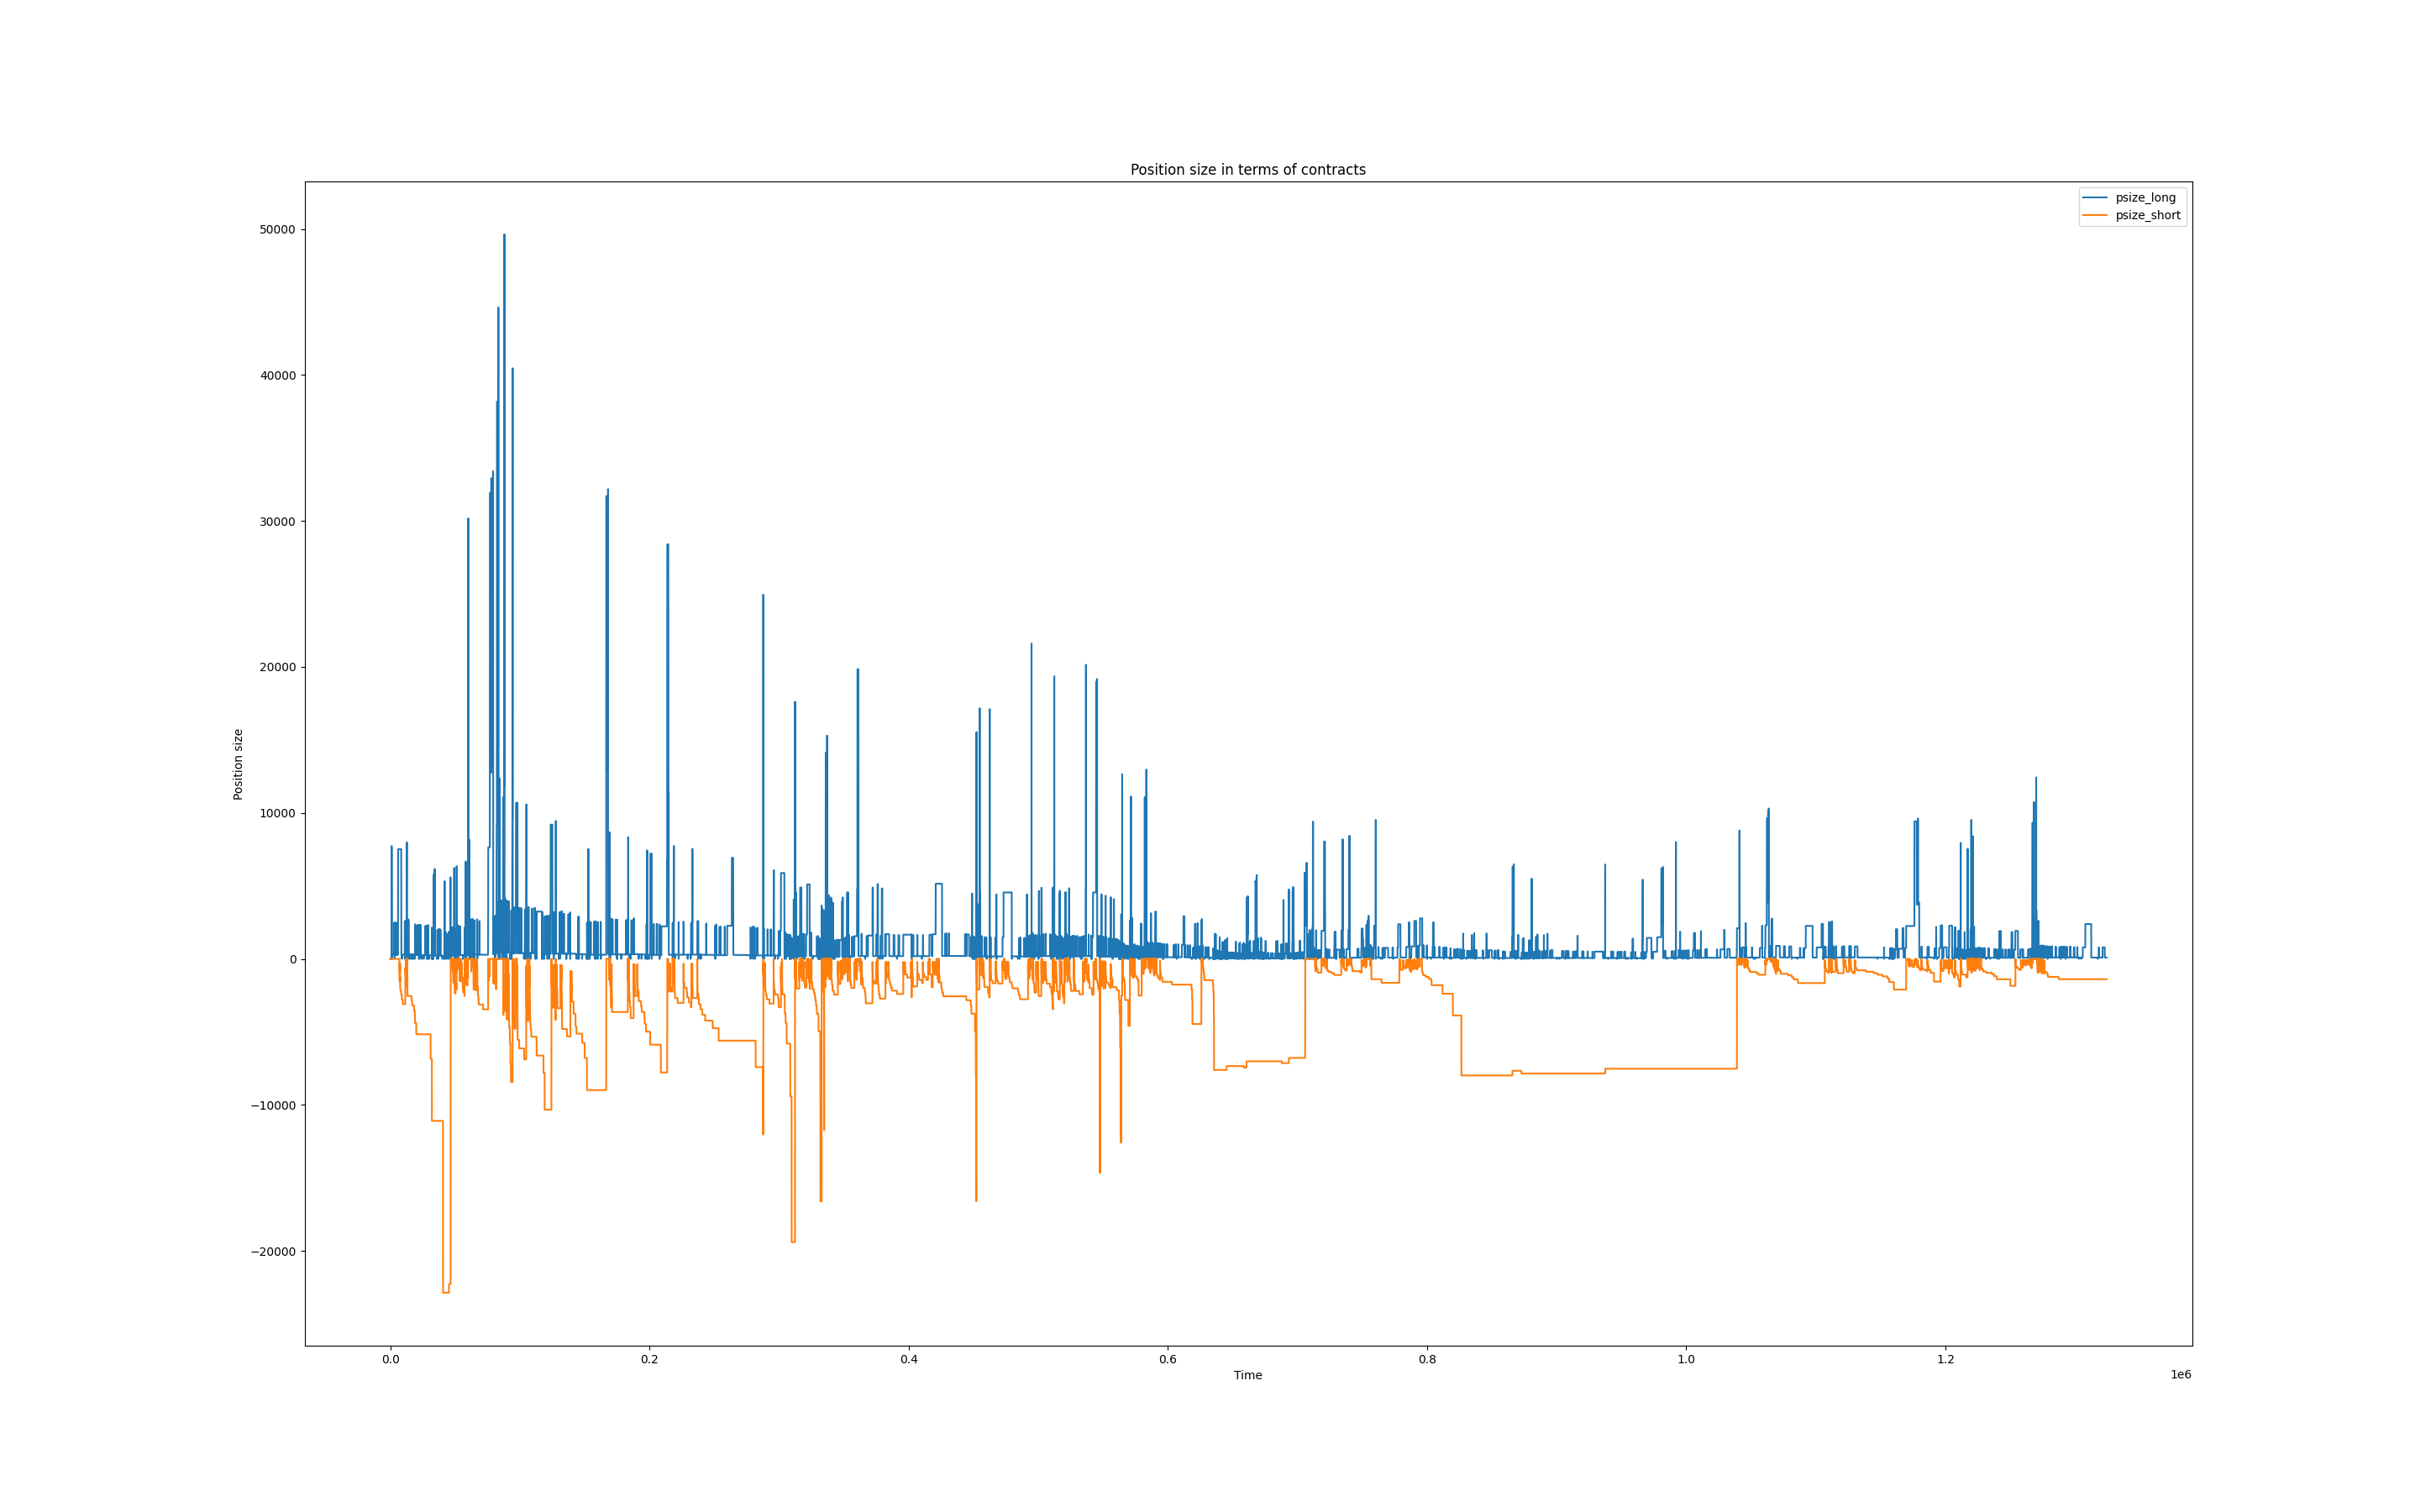 Position size in terms of contracts
psize_long
psize_short
50000
40000
30000
20000
10000
0
−10000
−20000
Position size
0.0 0.2 0.4 0.6 0.8 1.0 1.2
Time
1e6